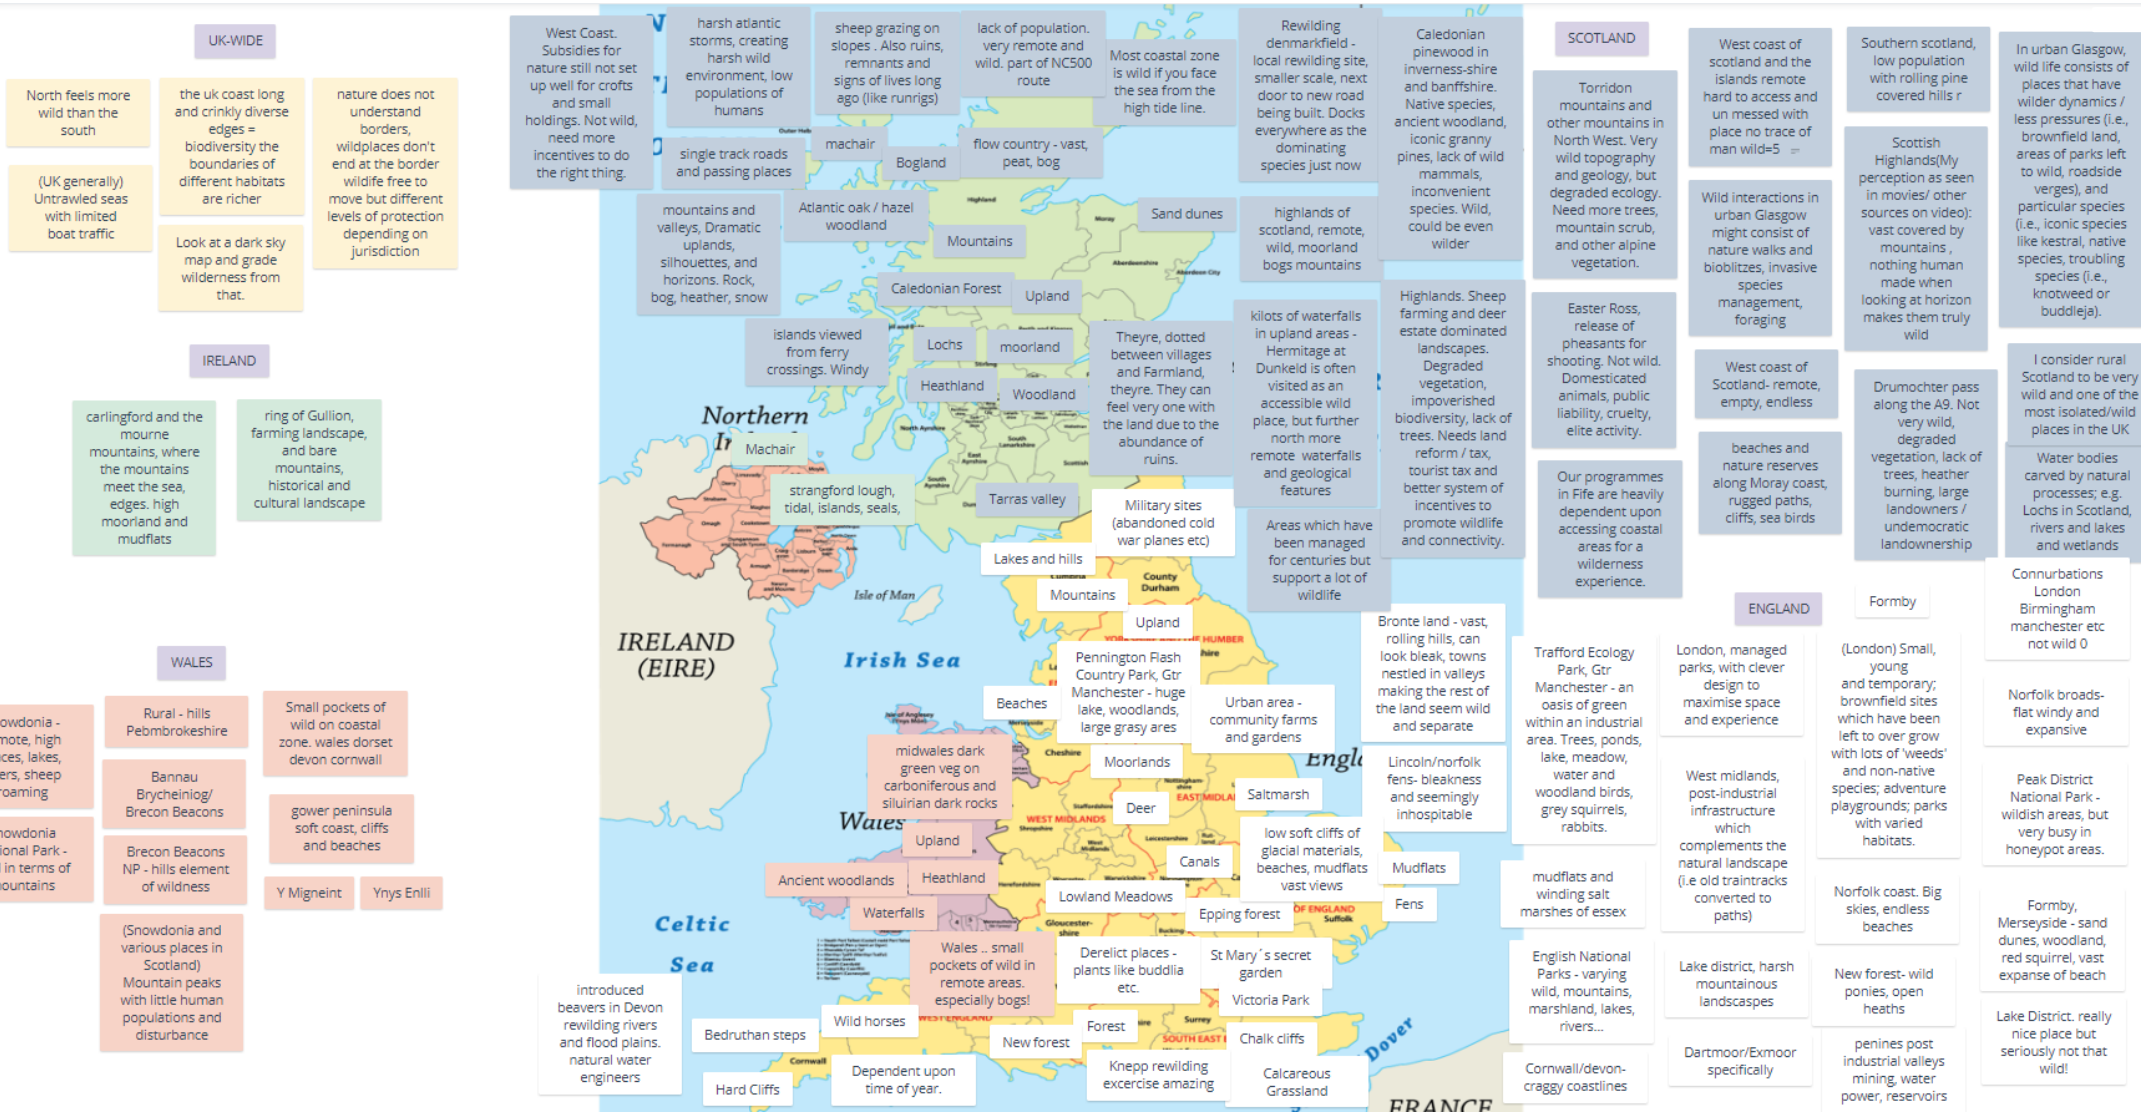 UK-WIDE
North feels more
wild than the
south
the uk coast long
and crinkly diverse
edges =
biodiversity the
boundaries of
different habitats
are richer
nature does not
understand
borders,
wildplaces don't
end at the border
wildife free to
move but different
levels of protection
depending on
jurisdiction
(UK generally)
Untrawled seas
with limited
boat traffic
Look at a dark sky
map and grade
wilderness from
that.
IRELAND
carlingford and the
mourne
mountains, where
the mountains
meet the sea,
edges. high
moorland and
mudflats
ring of Gullion,
farming landscape,
and bare
mountains,
historical and
cultural landscape
WALES
owdonia -
mote, high
ces, lakes,
ers, sheep
roaming
Rural - hills
Pebmbrokeshire
Small pockets of
wild on coastal
zone. wales dorset
devon cornwall
Bannau
Brycheiniog/
Brecon Beacons
gower peninsula
soft coast, cliffs
and beaches
nowdonia
ional Park -
l in terms of
ountains
Brecon Beacons
NP - hills element
of wildness
Y Migneint
Ynys Enlli
(Snowdonia and
various places in
Scotland)
Mountain peaks
with little human
populations and
disturbance
West Coast.
Subsidies for
nature still not set
up well for crofts
and small
holdings. Not wild,
need more
incentives to do
the right thing.
harsh atlantic
storms, creating
harsh wild
environment, low
populations of
humans
sheep grazing on
slopes . Also ruins,
remnants and
signs of lives long
ago (like runrigs)
lack of population.
very remote and
wild. part of NC500
route
Most coastal zone
is wild if you face
the sea from the
high tide line.
Rewilding
denmarkfield -
local rewilding site,
smaller scale, next
door to new road
being built. Docks
everywhere as the
dominating
species just now
Caledonian
pinewood in
inverness-shire
and banffshire.
Native species,
ancient woodland,
iconic granny
pines, lack of wild
mammals,
inconvenient
species. Wild,
could be even
wilder
single track roads
and passing places
machair
Bogland
flow country - vast,
peat, bog
mountains and
valleys, Dramatic
uplands,
silhouettes, and
horizons. Rock,
bog, heather, snow
Atlantic oak / hazel
woodland
Mountains
Sand dunes
highlands of
scotland, remote,
wild, moorland
bogs mountains
Highland
Moray
Aberdeenshire
Aberdeen City
Caledonian Forest
Upland
islands viewed
from ferry
crossings. Windy
Lochs
moorland
Heathland
Woodland
Theyre, dotted
between villages
and Farmland,
theyre. They can
feel very one with
the land due to the
abundance of
ruins.
kilots of waterfalls
in upland areas -
Hermitage at
Dunkeld is often
visited as an
accessible wild
place, but further
north more
remote waterfalls
and geological
features
Highlands. Sheep
farming and deer
estate dominated
landscapes.
Degraded
vegetation,
impoverished
biodiversity, lack of
trees. Needs land
reform / tax,
tourist tax and
better system of
incentives to
promote wildlife
and connectivity.
Northern
Machair
strangford lough,
tidal, islands, seals,
North Ayrshire
South
Lanarkshire
East
Ayrshire
South
Ayrshire
Tarras valley
Areas which have
been managed
for centuries but
support a lot of
wildlife
SCOTLAND
Torridon
mountains and
other mountains in
North West. Very
wild topography
and geology, but
degraded ecology.
Need more trees,
mountain scrub,
and other alpine
vegetation.
West coast of
scotland and the
islands remote
hard to access and
un messed with
place no trace of
man wild=5
Southern scotland,
low population
with rolling pine
covered hills r
In urban Glasgow,
wild life consists of
places that have
wilder dynamics /
less pressures (i.e.,
brownfield land,
areas of parks left
to wild, roadside
verges), and
particular species
(i.e., iconic species
like kestral, native
species, troubling
species (i.e.,
knotweed or
buddleja).
Scottish
Highlands(My
perception as seen
in movies/ other
sources on video):
vast covered by
mountains ,
nothing human
made when
looking at horizon
makes them truly
wild
Wild interactions in
urban Glasgow
might consist of
nature walks and
bioblitzes, invasive
species
management,
foraging
Easter Ross,
release of
pheasants for
shooting. Not wild.
Domesticated
animals, public
liability, cruelty,
elite activity.
West coast of
Scotland- remote,
empty, endless
Drumochter pass
along the A9. Not
very wild,
degraded
vegetation, lack of
trees, heather
burning, large
landowners /
undemocratic
landownership
I consider rural
Scotland to be very
wild and one of the
most isolated/wild
places in the UK
beaches and
nature reserves
along Moray coast,
rugged paths,
cliffs, sea birds
Our programmes
in Fife are heavily
dependent upon
accessing coastal
areas for a
wilderness
experience.
Water bodies
carved by natural
processes; e.g.
Lochs in Scotland,
rivers and lakes
and wetlands
Military sites
(abandoned cold
war planes etc)
Lakes and hills
Mountains
County
Durham
Upland
Isle of Man
IRELAND
(EIRE)
Irish Sea
Pennington Flash
Country Park, Gtr
Manchester - huge
lake, woodlands,
large grasy ares
Beaches
Urban area -
community farms
and gardens
Bronte land - vast,
rolling hills, can
look bleak, towns
nestled in valleys
making the rest of
the land seem wild
and separate
midwales dark
green veg on
carboniferous and
siluirian dark rocks
Cheshire
Moorlands
Lincoln/norfolk
fens- bleakness
and seemingly
inhospitable
Deer
Saltmarsh
WEST MIDLANDS
Wales
Upland
Canals
low soft cliffs of
glacial materials,
beaches, mudflats
vast views
Mudflats
Ancient woodlands
Heathland
Lowland Meadows
Epping forest
Fens
OF ENGLAND
Suffolk
Waterfalls
Celtic
Sea
Wales .. small
pockets of wild in
remote areas.
especially bogs!
Derelict places -
plants like buddlia
etc.
St Mary´s secret
garden
Victoria Park
introduced
beavers in Devon
rewilding rivers
and flood plains.
natural water
engineers
Wild horses
Bedruthan steps
New forest
Forest
Surrey
Chalk cliffs
Cornwall
Hard Cliffs
Dependent upon
time of year.
Knepp rewilding
excercise amazing
Calcareous
Grassland
Dover
FRANCE
ENGLAND
Formby
Connurbations
London
Birmingham
manchester etc
not wild 0
Trafford Ecology
Park, Gtr
Manchester - an
oasis of green
within an industrial
area. Trees, ponds,
lake, meadow,
water and
woodland birds,
grey squirrels,
rabbits.
London, managed
parks, with clever
design to
maximise space
and experience
(London) Small,
young
and temporary;
brownfield sites
which have been
left to over grow
with lots of 'weeds'
and non-native
species; adventure
playgrounds; parks
with varied
habitats.
Norfolk broads-
flat windy and
expansive
West midlands,
post-industrial
infrastructure
which
complements the
natural landscape
(i.e old traintracks
converted to
paths)
Peak District
National Park -
wildish areas, but
very busy in
honeypot areas.
mudflats and
winding salt
marshes of essex
Norfolk coast. Big
skies, endless
beaches
Formby,
Merseyside - sand
dunes, woodland,
red squirrel, vast
expanse of beach
English National
Parks - varying
wild, mountains,
marshland, lakes,
rivers...
Lake district, harsh
mountainous
landscapes
New forest- wild
ponies, open
heaths
Lake District. really
nice place but
seriously not that
wild!
Cornwall/devon-
craggy coastlines
Dartmoor/Exmoor
specifically
penines post
industrial valleys
mining, water
power, reservoirs